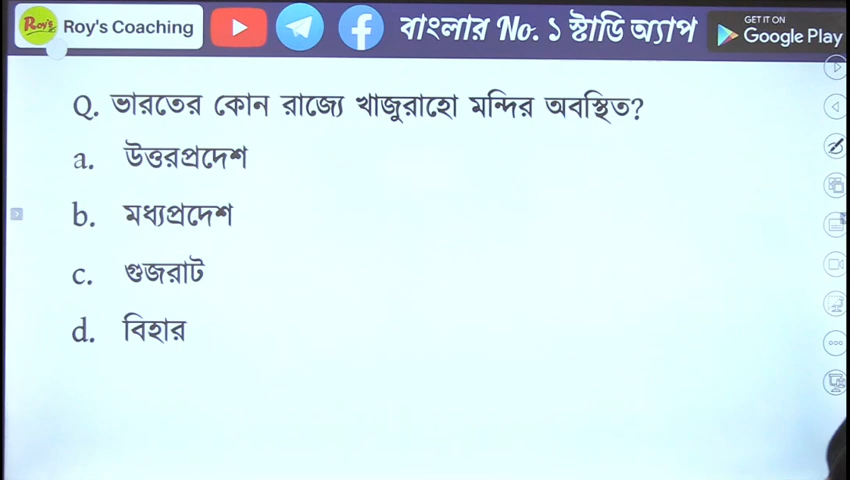 Roy's Roy's Coaching বাংলার No. ১ স্টাডি অ্যাপ GET IT ON Google Play
Q. ভারতের কোন রাজ্যে খাজুরাহো মন্দির অবস্থিত?
a. উত্তরপ্রদেশ
b. মধ্যপ্রদেশ
c. গুজরাট
d. বিহার